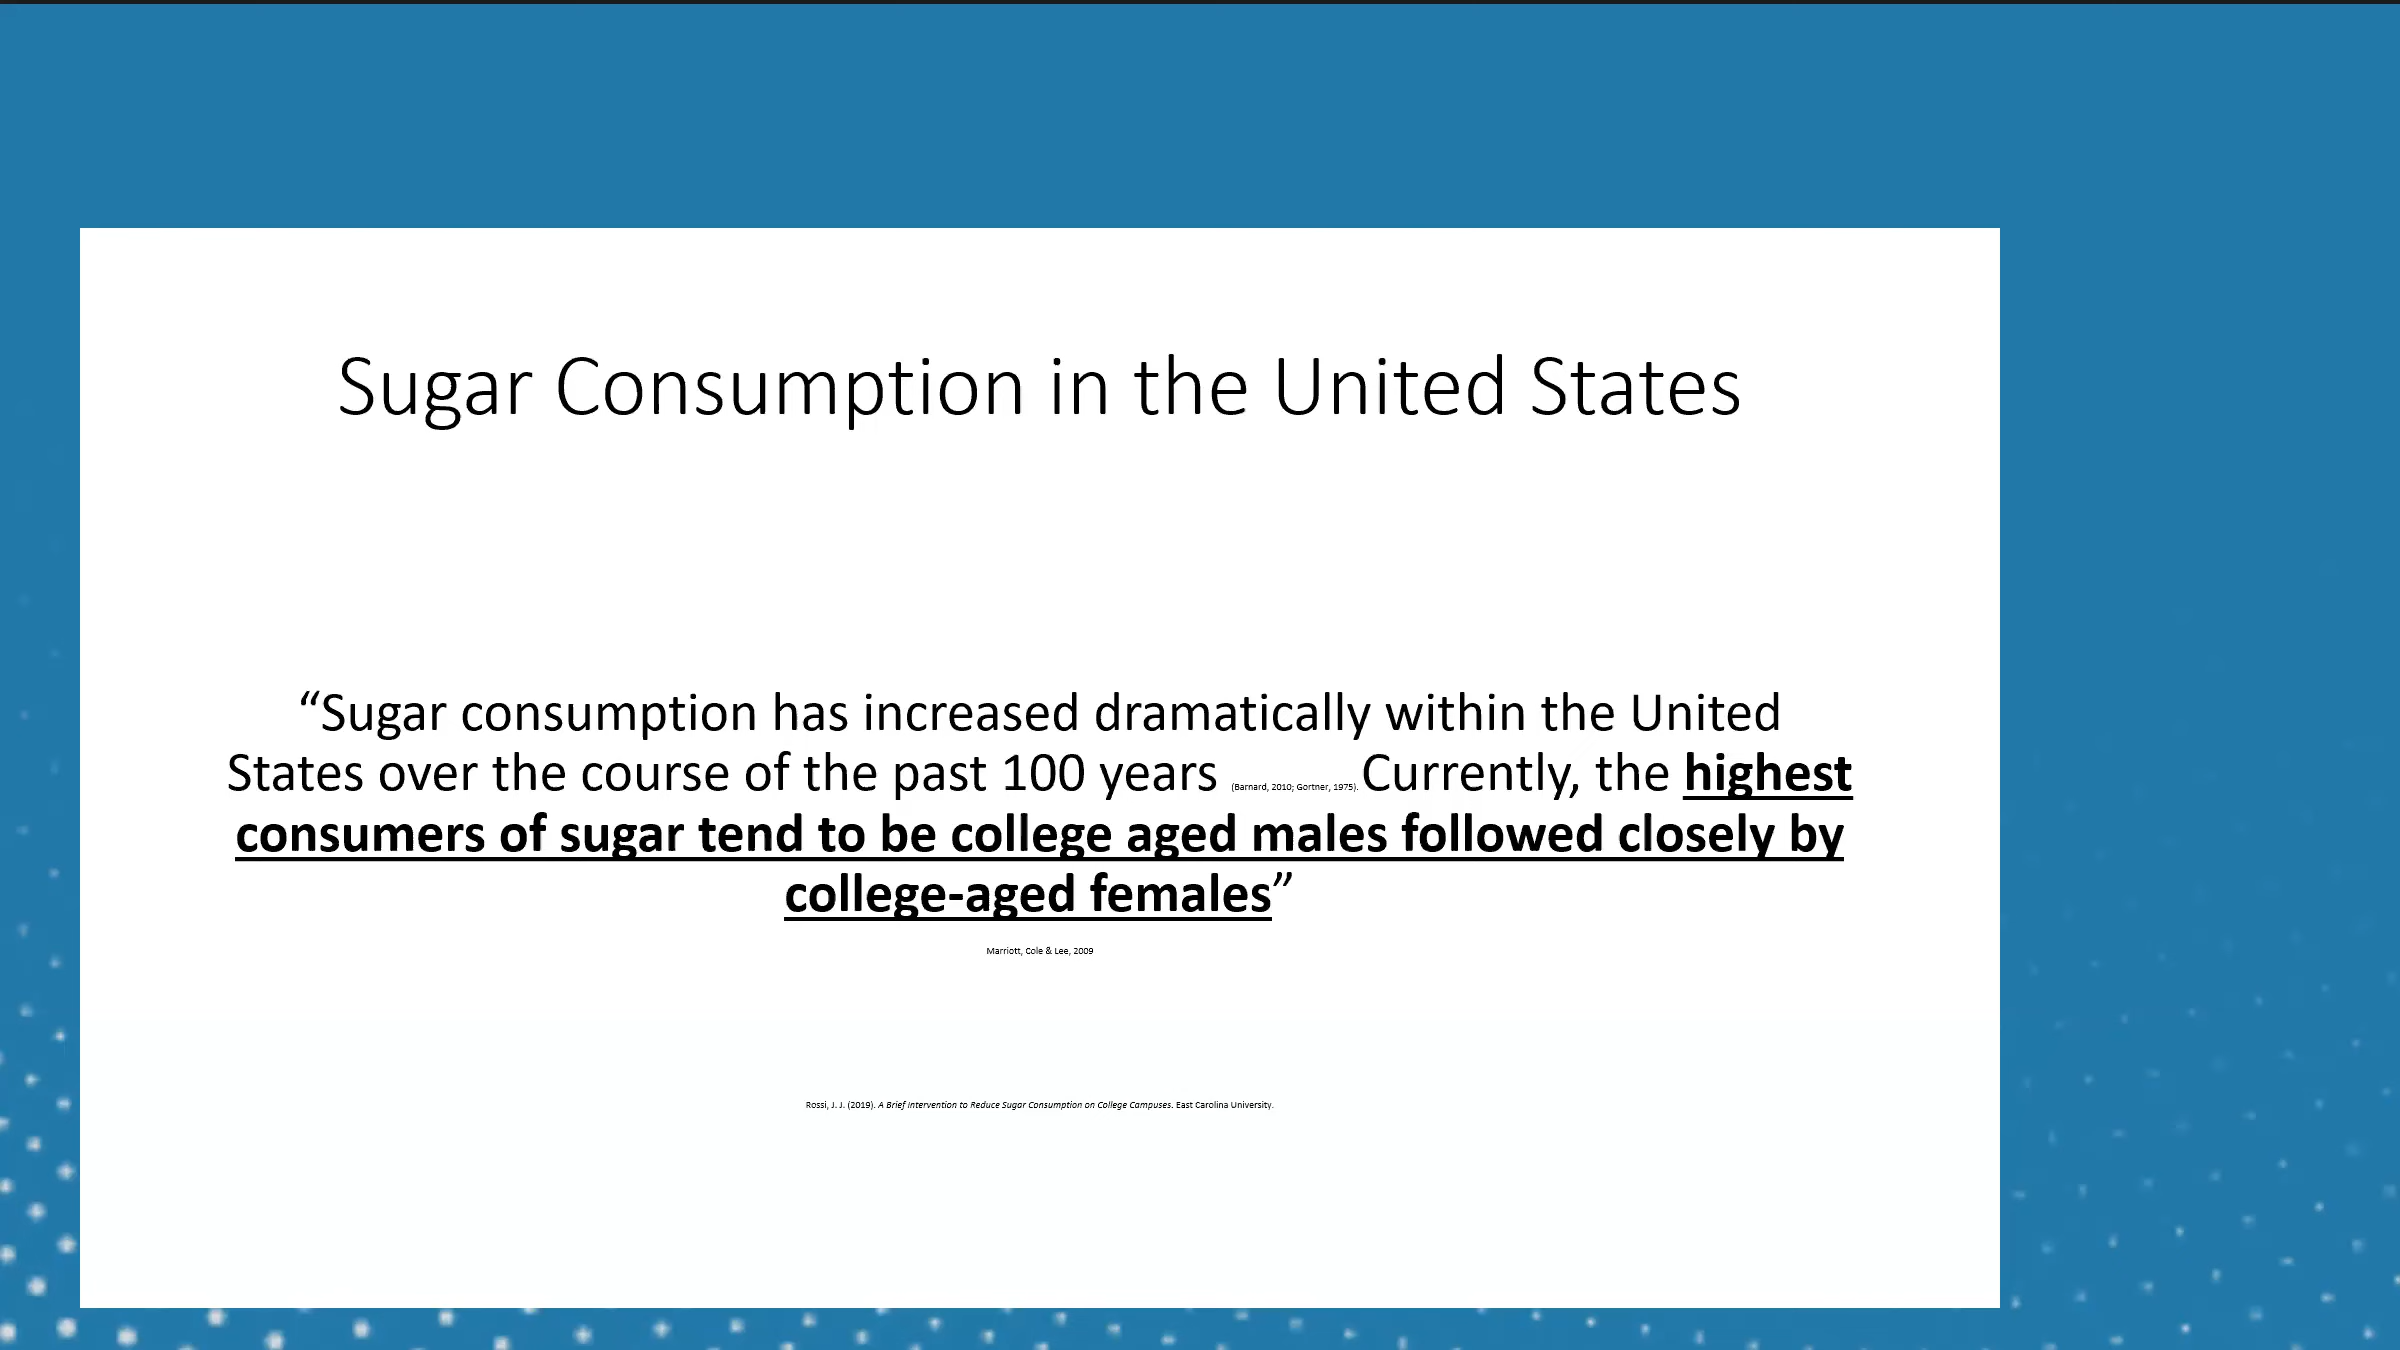 Sugar Consumption in the United States
“Sugar consumption has increased dramatically within the United
States over the course of the past 100 years (Barnard, 2010; Gortner, 1975). Currently, the highest
consumers of sugar tend to be college aged males followed closely by
college-aged females”
Marriott, Cole & Lee, 2009
Rossi, J. J. (2019). A Brief Intervention to Reduce Sugar Consumption on College Campuses. East Carolina University.